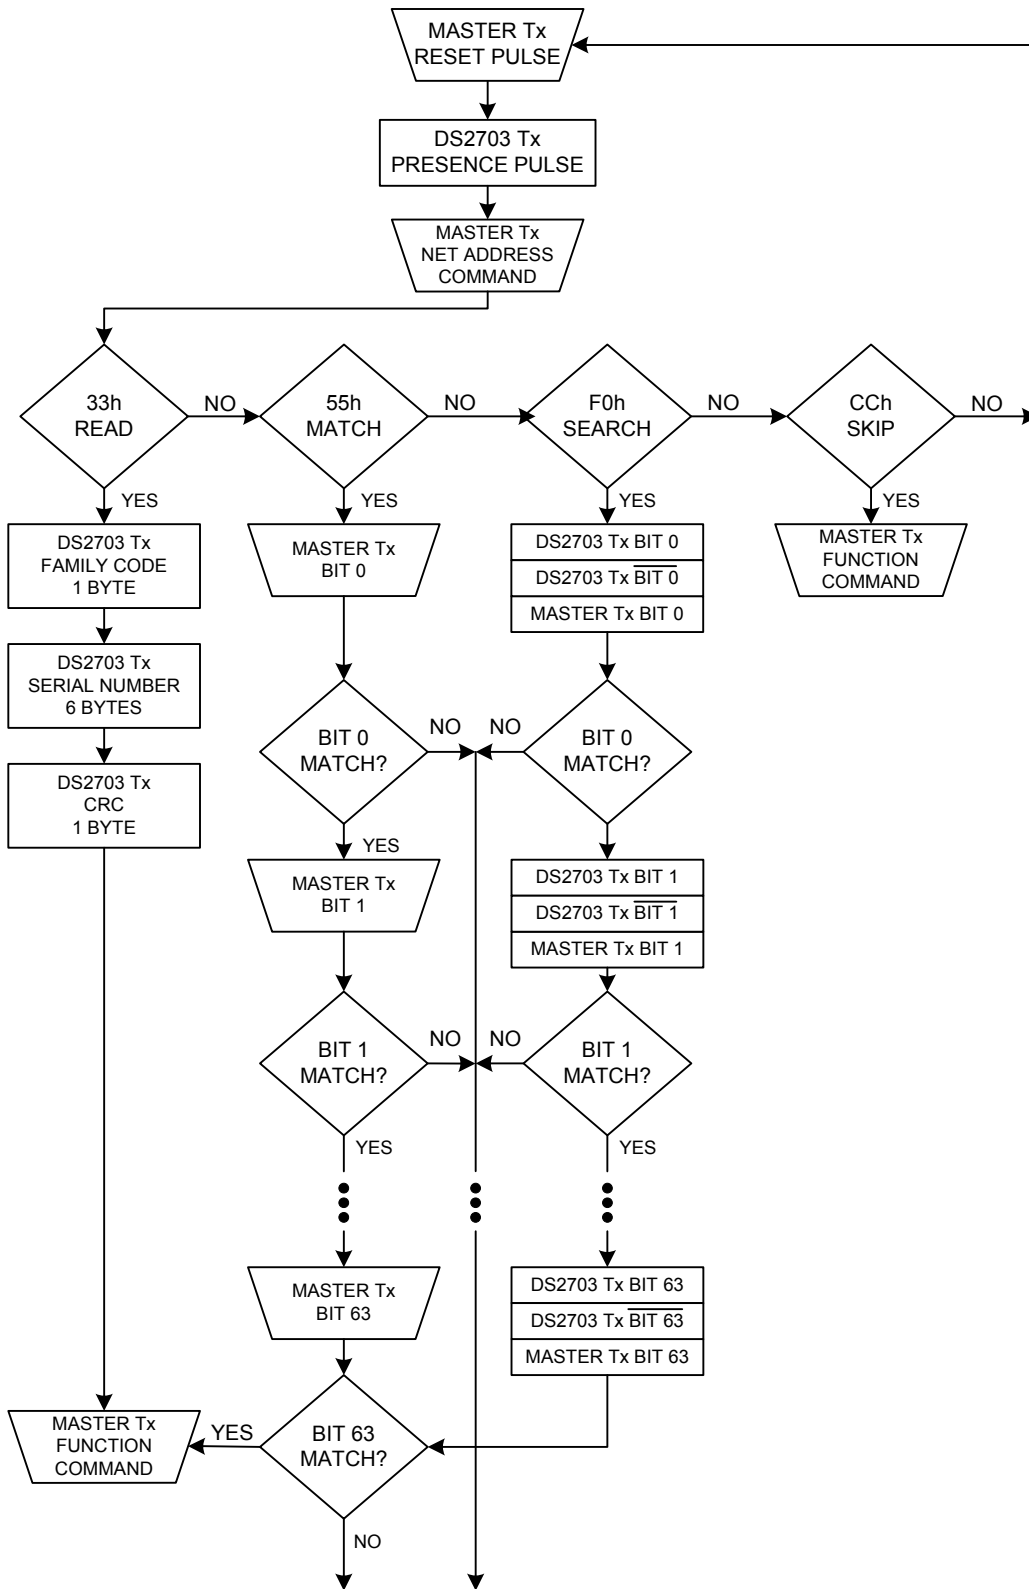 MASTER Tx
RESET PULSE
DS2703 Tx
PRESENCE PULSE
MASTER Tx
NET ADDRESS
COMMAND
33h
READ
NO
55h
MATCH
NO
F0h
SEARCH
NO
CCh
SKIP
NO
YES
YES
YES
YES
DS2703 Tx
FAMILY CODE
1 BYTE
MASTER Tx
BIT 0
DS2703 Tx BIT 0
DS2703 Tx B̅I̅T̅ ̅0̅
MASTER Tx BIT 0
MASTER Tx
FUNCTION
COMMAND
DS2703 Tx
SERIAL NUMBER
6 BYTES
BIT 0
MATCH?
NO
NO
BIT 0
MATCH?
DS2703 Tx
CRC
1 BYTE
YES
MASTER Tx
BIT 1
DS2703 Tx BIT 1
DS2703 Tx B̅I̅T̅ ̅1̅
MASTER Tx BIT 1
BIT 1
MATCH?
NO
NO
BIT 1
MATCH?
YES
YES
MASTER Tx
BIT 63
DS2703 Tx BIT 63
DS2703 Tx B̅I̅T̅ ̅6̅3̅
MASTER Tx BIT 63
MASTER Tx
FUNCTION
COMMAND
YES
BIT 63
MATCH?
NO